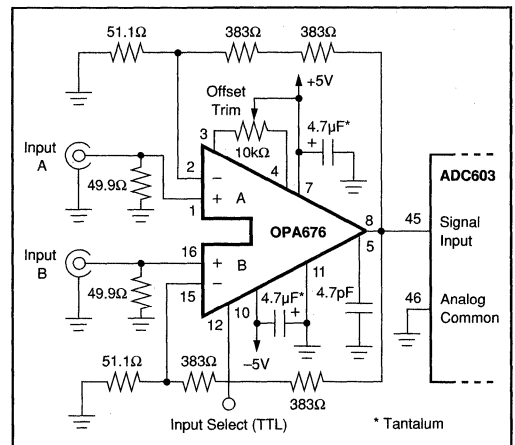 51.1Ω 383Ω 383Ω
+5V
Offset
Trim
3
10kΩ
4
4.7µF*
+
7
Input
A
49.9Ω
2
−
+
1
A
OPA676
8
5
45
ADC603
Signal
Input
46
Analog
Common
Input
B
49.9Ω
16
+
B
15
−
12
10
4.7µF*
+
11
4.7pF
−5V
51.1Ω 383Ω
383Ω
Input Select (TTL)
* Tantalum